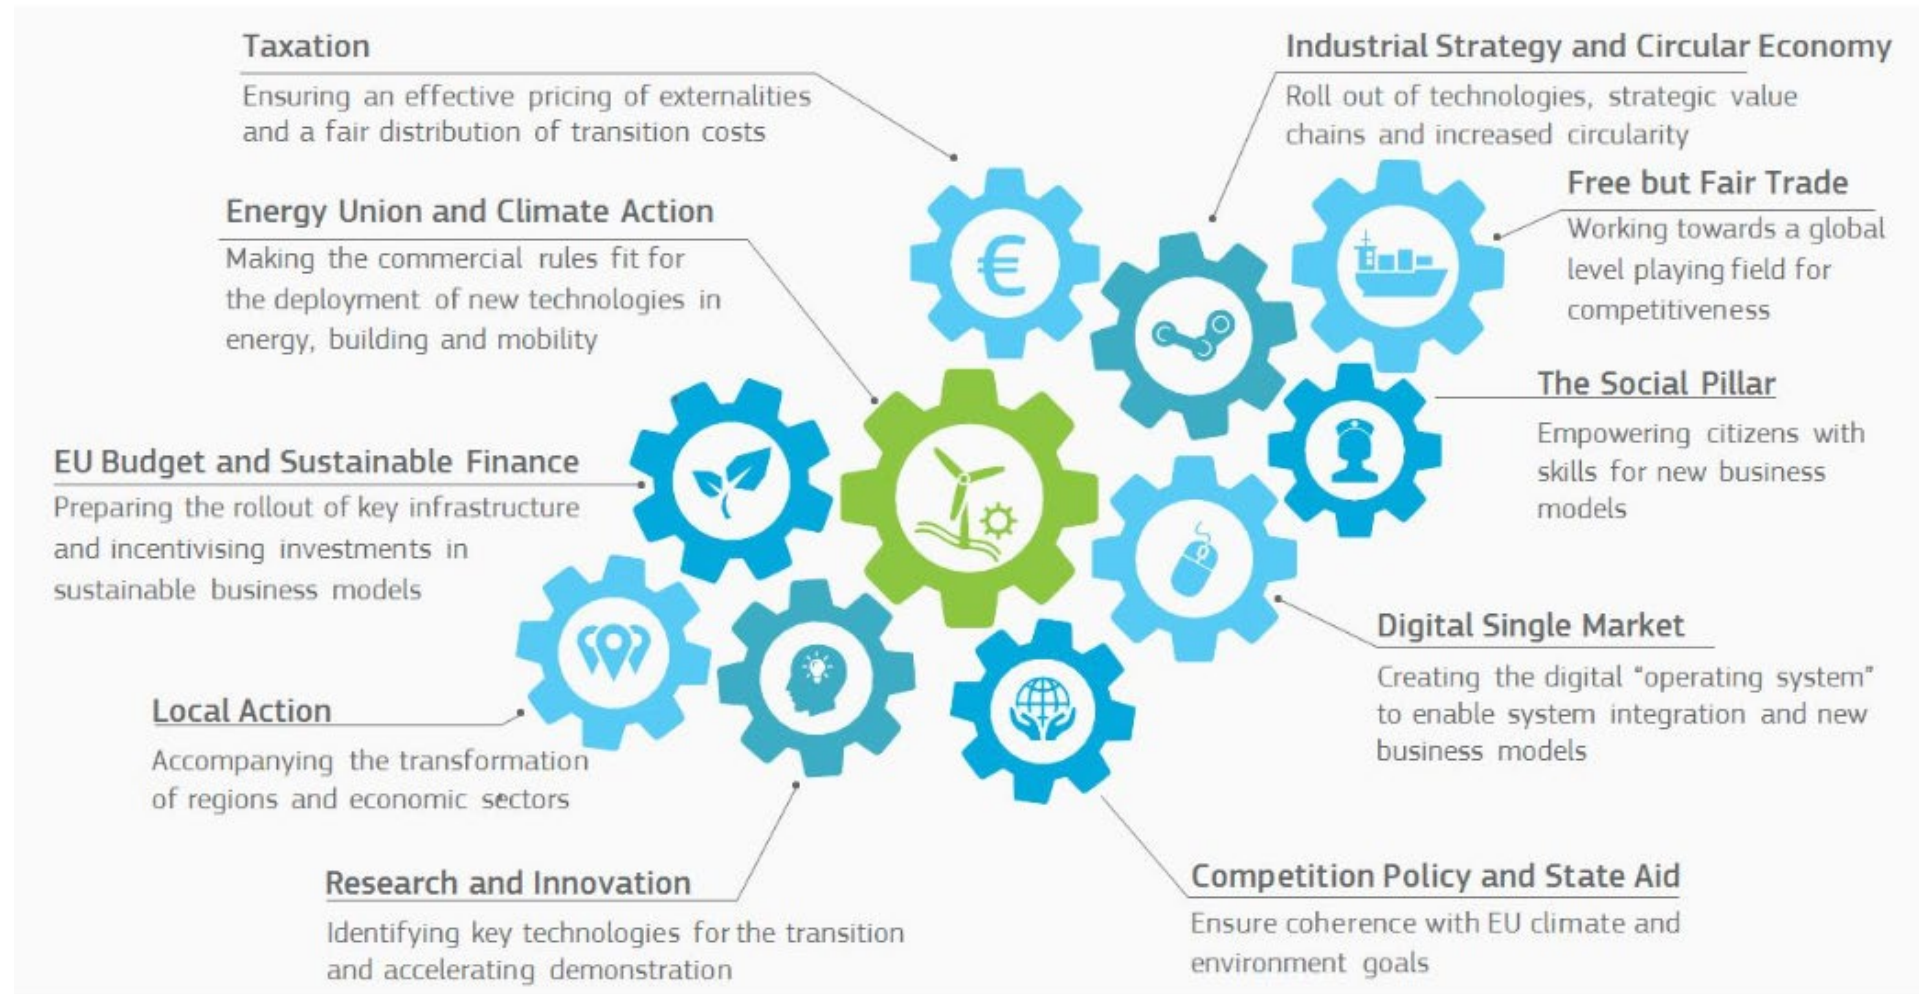 Taxation
Ensuring an effective pricing of externalities
and a fair distribution of transition costs
Industrial Strategy and Circular Economy
Roll out of technologies, strategic value
chains and increased circularity
Free but Fair Trade
Working towards a global
level playing field for
competitiveness
Energy Union and Climate Action
Making the commercial rules fit for
the deployment of new technologies in
energy, building and mobility
€
The Social Pillar
Empowering citizens with
skills for new business
models
EU Budget and Sustainable Finance
Preparing the rollout of key infrastructure
and incentivising investments in
sustainable business models
Digital Single Market
Creating the digital "operating system"
to enable system integration and new
business models
Local Action
Accompanying the transformation
of regions and economic sectors
Research and Innovation
Identifying key technologies for the transition
and accelerating demonstration
Competition Policy and State Aid
Ensure coherence with EU climate and
environment goals